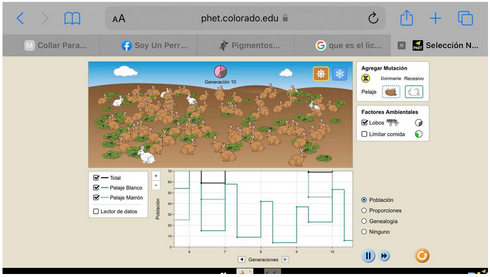 AA
phet.colorado.edu
Collar Para...
Soy Un Perr...
Pigmentos...
que es el lic...
Selección N...
Generación 10
Agregar Mutación
Dominante Recesivo
Pelaje
Factores Ambientales
Lobos
Limitar comida
Total
Pelaje Blanco
Pelaje Marrón
Lector de datos
+
−
Población
70
60
50
40
30
20
10
0
6 7 8 9 10
Generaciones
Población
Proporciones
Genealogía
Ninguno